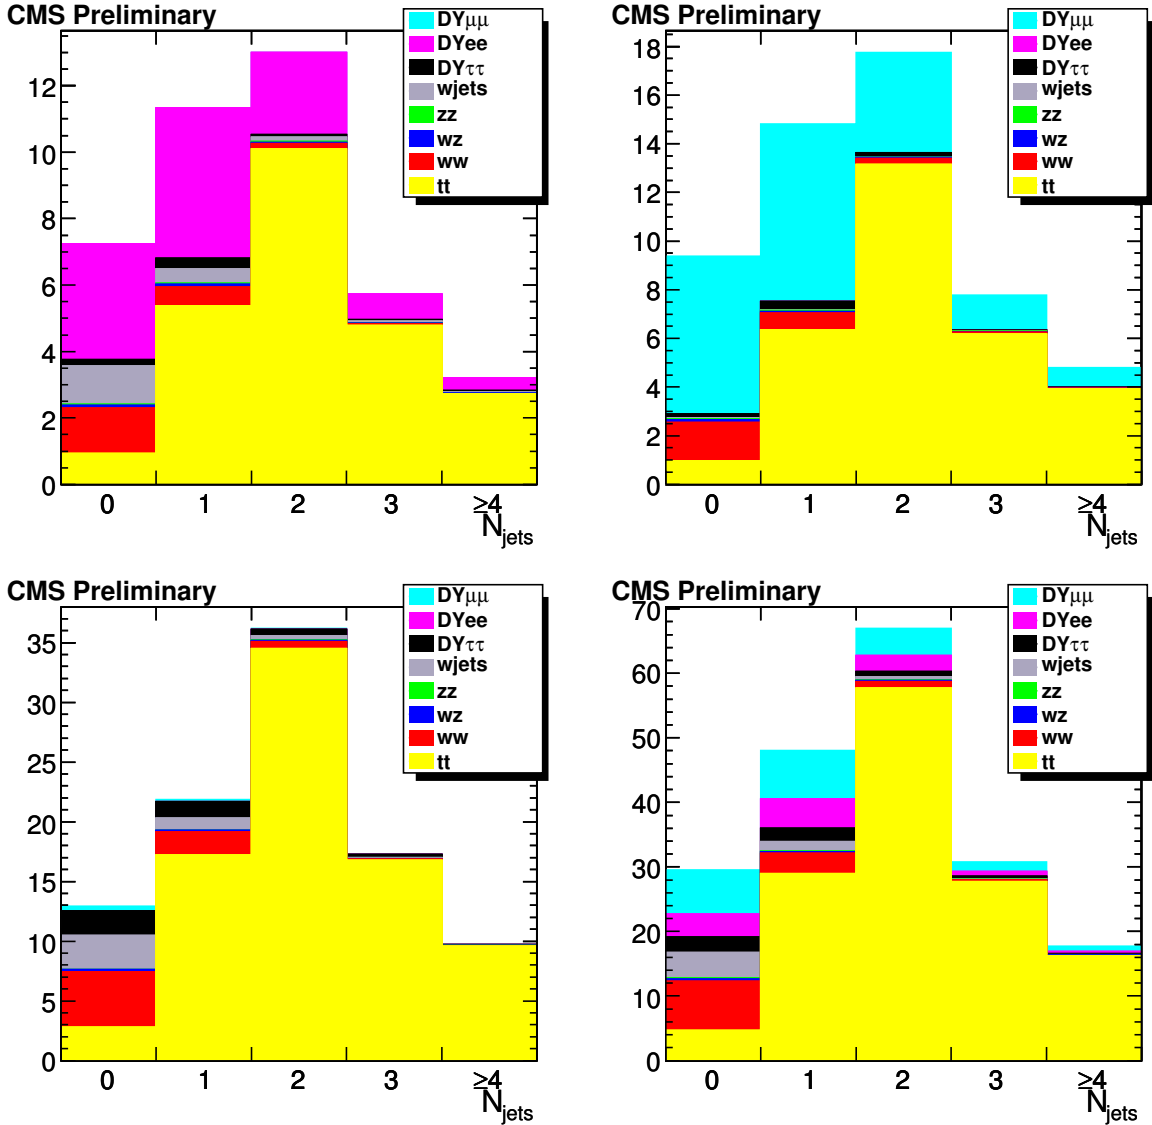 CMS Preliminary
DYμμ
DYee
DYττ
wjets
zz
wz
ww
tt
12
10
8
6
4
2
0
0 1 2 3 ≥4
N_jets
CMS Preliminary
DYμμ
DYee
DYττ
wjets
zz
wz
ww
tt
18
16
14
12
10
8
6
4
2
0
0 1 2 3 ≥4
N_jets
CMS Preliminary
DYμμ
DYee
DYττ
wjets
zz
wz
ww
tt
35
30
25
20
15
10
5
0
0 1 2 3 ≥4
N_jets
CMS Preliminary
DYμμ
DYee
DYττ
wjets
zz
wz
ww
tt
70
60
50
40
30
20
10
0
0 1 2 3 ≥4
N_jets